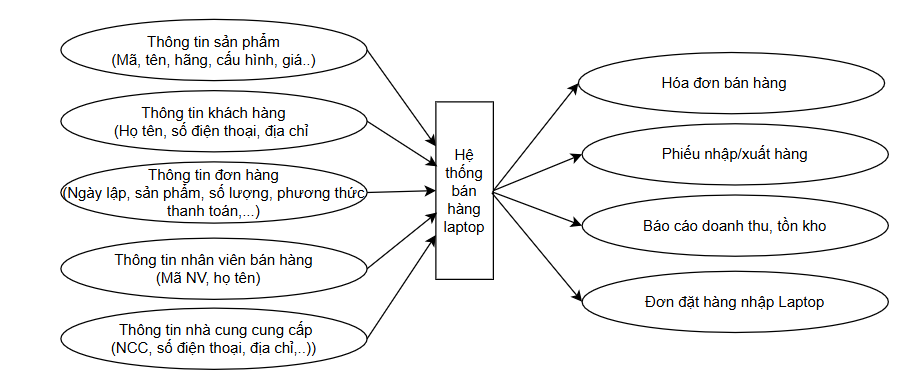 Thông tin sản phẩm
(Mã, tên, hãng, cấu hình, giá..)
Thông tin khách hàng
(Họ tên, số điện thoại, địa chỉ
Thông tin đơn hàng
(Ngày lập, sản phẩm, số lượng, phương thức
thanh toán,...)
Thông tin nhân viên bán hàng
(Mã NV, họ tên)
Thông tin nhà cung cung cấp
(NCC, số điện thoại, địa chỉ,..))
Hệ
thống
bán
hàng
laptop
Hóa đơn bán hàng
Phiếu nhập/xuất hàng
Báo cáo doanh thu, tồn kho
Đơn đặt hàng nhập Laptop